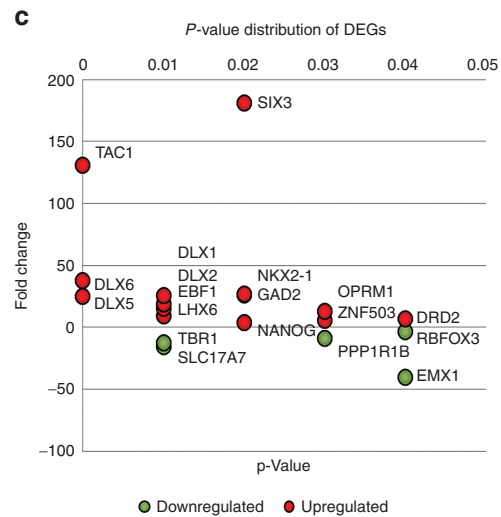 c
P-value distribution of DEGs
0 0.01 0.02 0.03 0.04 0.05
200
SIX3
150
TAC1
100
Fold change
50
DLX1
DLX2
NKX2-1
DLX6
EBF1
GAD2
OPRM1
DLX5
LHX6
ZNF503
DRD2
0
NANOG
TBR1
RBFOX3
SLC17A7
PPP1R1B
EMX1
−50
−100
p-Value
Downregulated Upregulated